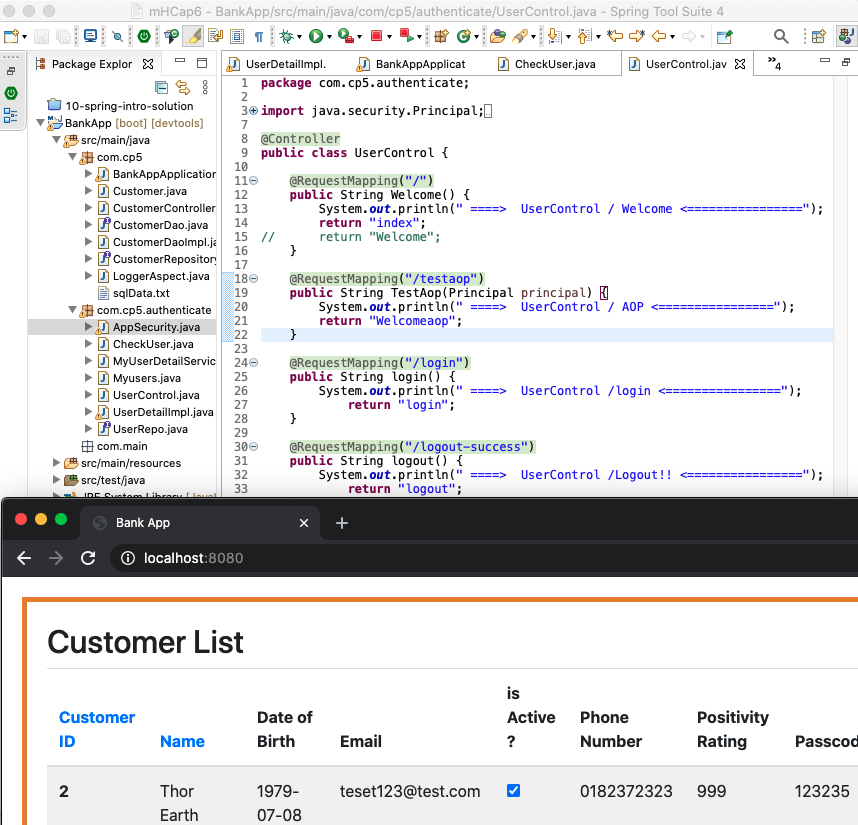 mHCap6 - BankApp/src/main/java/com/cp5/authenticate/UserControl.java - Spring Tool Suite 4
Package Explor
UserDetailImpl.
BankAppApplicat
CheckUser.java
UserControl.jav
»4
10-spring-intro-solution
BankApp [boot] [devtools]
src/main/java
com.cp5
BankAppApplication
Customer.java
CustomerController
CustomerDao.java
CustomerDaoImpl.ja
CustomerRepository
LoggerAspect.java
sqlData.txt
com.cp5.authenticate
AppSecurity.java
CheckUser.java
MyUserDetailServic
Myusers.java
UserControl.java
UserDetailImpl.java
UserRepo.java
com.main
src/main/resources
src/test/java
JRE System Library [Java
1 package com.cp5.authenticate;
2
3 import java.security.Principal;
7
8 @Controller
9 public class UserControl {
10
11 @RequestMapping("/")
12 public String Welcome() {
13 System.out.println(" ====>  UserControl / Welcome <================");
14 return "index";
15 // return "Welcome";
16 }
17
18 @RequestMapping("/testaop")
19 public String TestAop(Principal principal) {
20 System.out.println(" ====>  UserControl / AOP <================");
21 return "Welcomeaop";
22 }
23
24 @RequestMapping("/login")
25 public String login() {
26 System.out.println(" ====>  UserControl /login <================");
27 return "login";
28 }
29
30 @RequestMapping("/logout-success")
31 public String logout() {
32 System.out.println(" ====>  UserControl /Logout!! <================");
33 return "logout";
Bank App
localhost:8080
Customer List
Customer ID
Name
Date of Birth
Email
is Active ?
Phone Number
Positivity Rating
Passcod
2
Thor Earth
1979-07-08
teset123@test.com
0182372323
999
123235